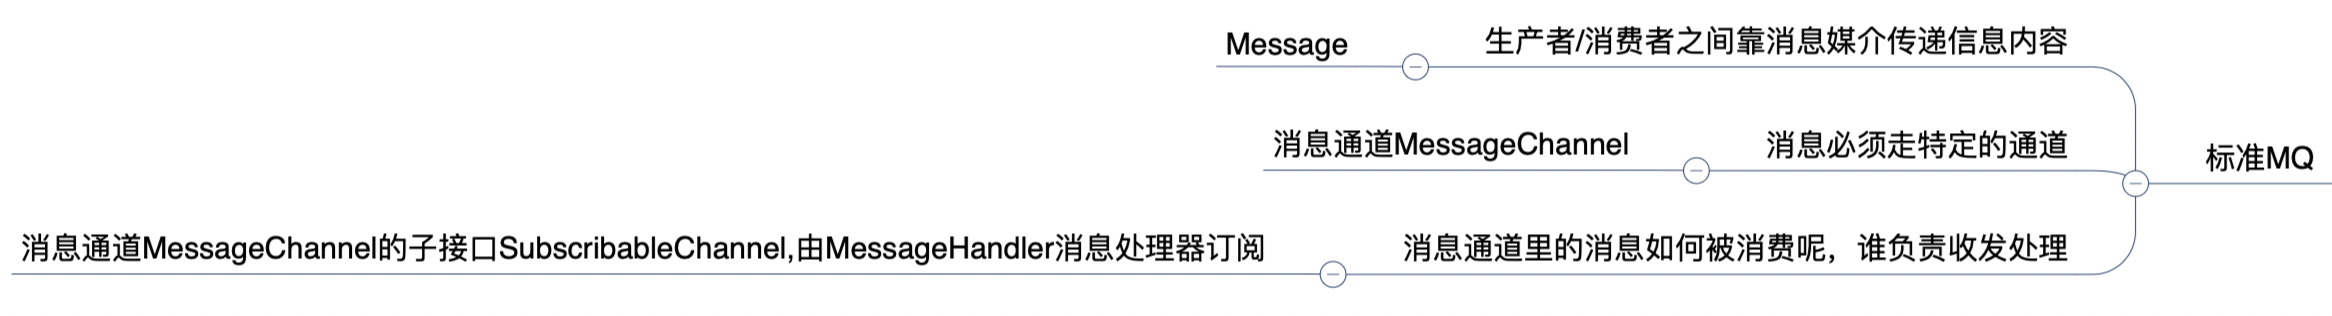 Message
生产者/消费者之间靠消息媒介传递信息内容
消息通道MessageChannel
消息必须走特定的通道
标准MQ
消息通道MessageChannel的子接口SubscribableChannel,由MessageHandler消息处理器订阅
消息通道里的消息如何被消费呢，谁负责收发处理